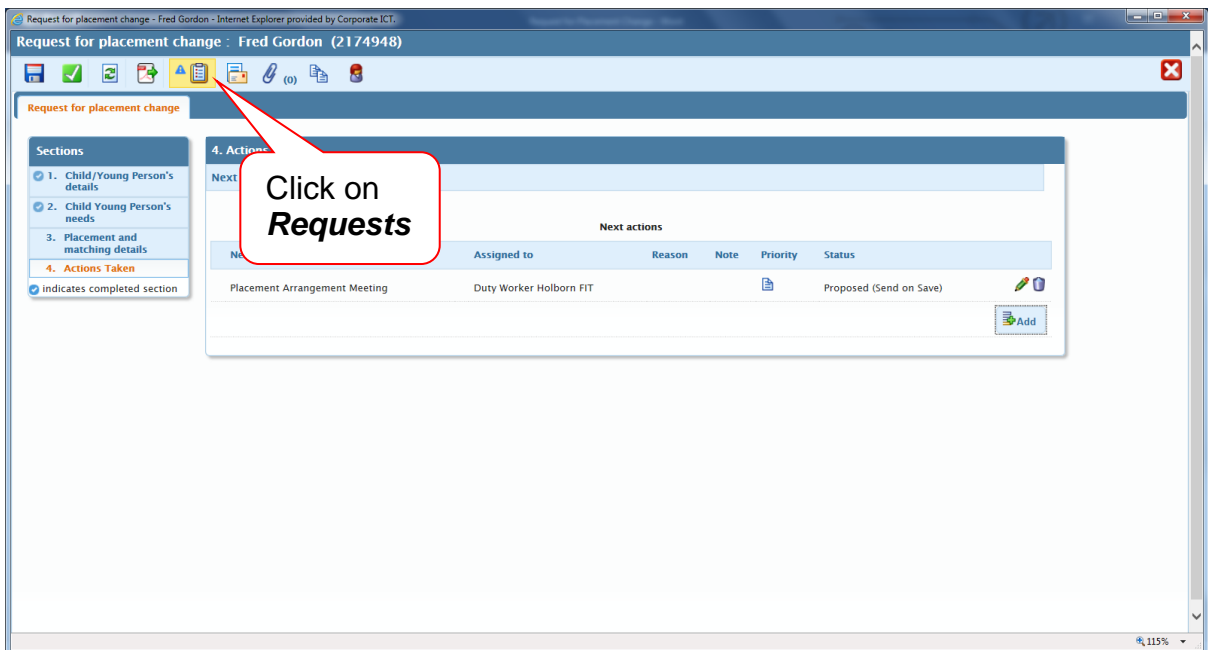 Request for placement change - Fred Gordon - Internet Explorer provided by Corporate ICT.
Request for placement change : Fred Gordon (2174948)
(0)
Request for placement change
Sections
1. Child/Young Person's
details
2. Child Young Person's
needs
3. Placement and
matching details
4. Actions Taken
indicates completed section
4. Actions
Next
Click on
Requests
Next actions
Ne
Assigned to Reason Note Priority Status
Placement Arrangement Meeting Duty Worker Holborn FIT Proposed (Send on Save)
Add
115%